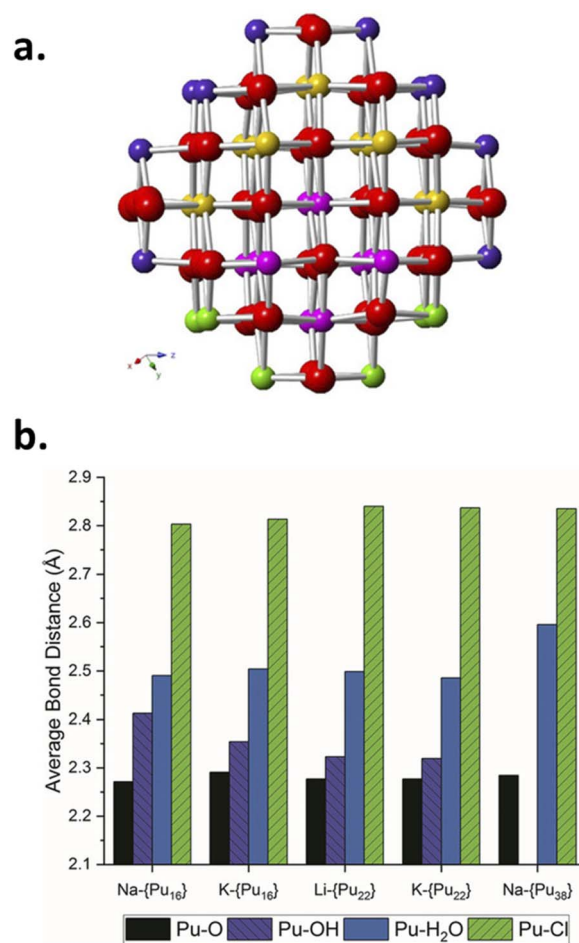 a.
x y z
b.
Average Bond Distance (Å)
2.9
2.8
2.7
2.6
2.5
2.4
2.3
2.2
2.1
Na-{Pu₁₆} K-{Pu₁₆} Li-{Pu₂₂} K-{Pu₂₂} Na-{Pu₃₈}
Pu-O Pu-OH Pu-H₂O Pu-Cl